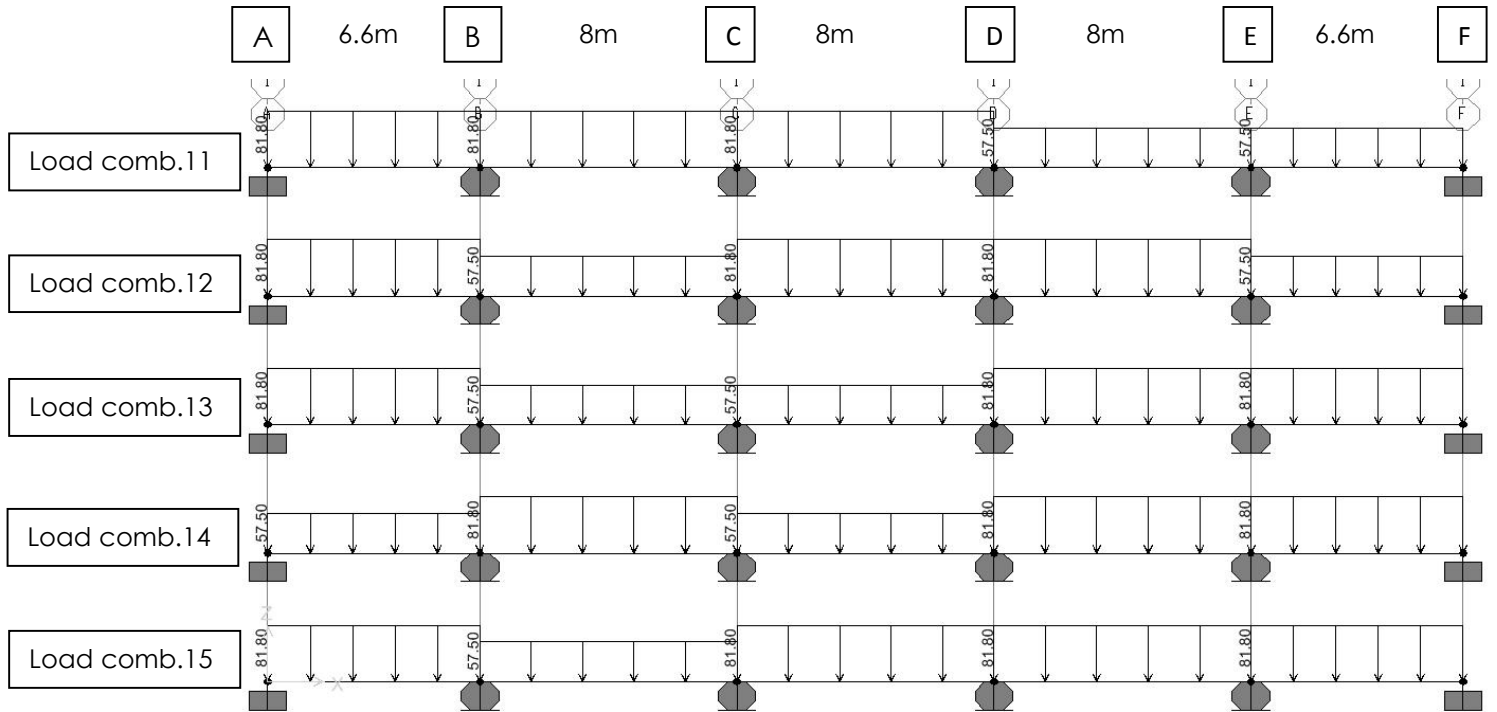 A 6.6m B 8m C 8m D 8m E 6.6m F
I I I I I I
A B C D E F
Load comb.11 81.80 81.80 81.80 57.50 57.50
Load comb.12 81.80 57.50 81.80 81.80 57.50
Load comb.13 81.80 57.50 57.50 81.80 81.80
Load comb.14 57.50 81.80 57.50 81.80 81.80
Z
Load comb.15 81.80 57.50 81.80 81.80 81.80
X